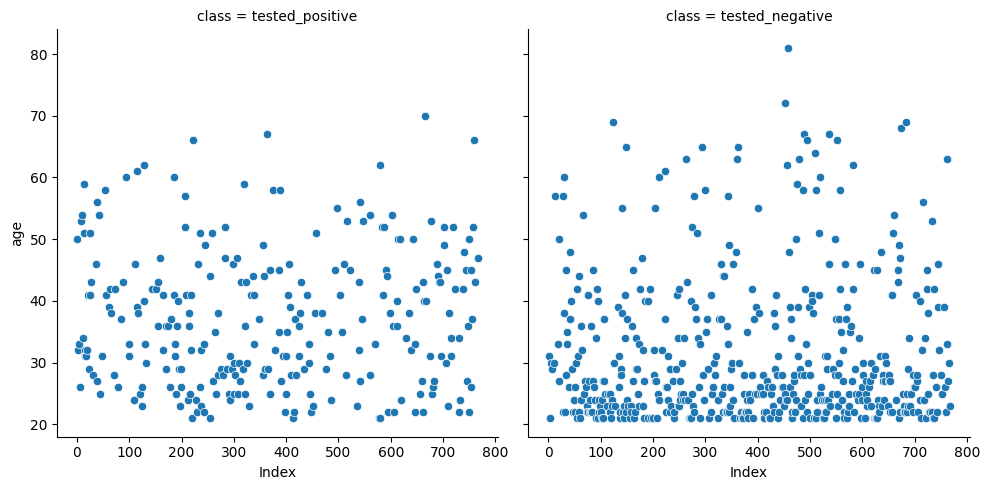 class = tested_positive
class = tested_negative
80
70
60
50
40
30
20
age
0 100 200 300 400 500 600 700 800
0 100 200 300 400 500 600 700 800
Index
Index